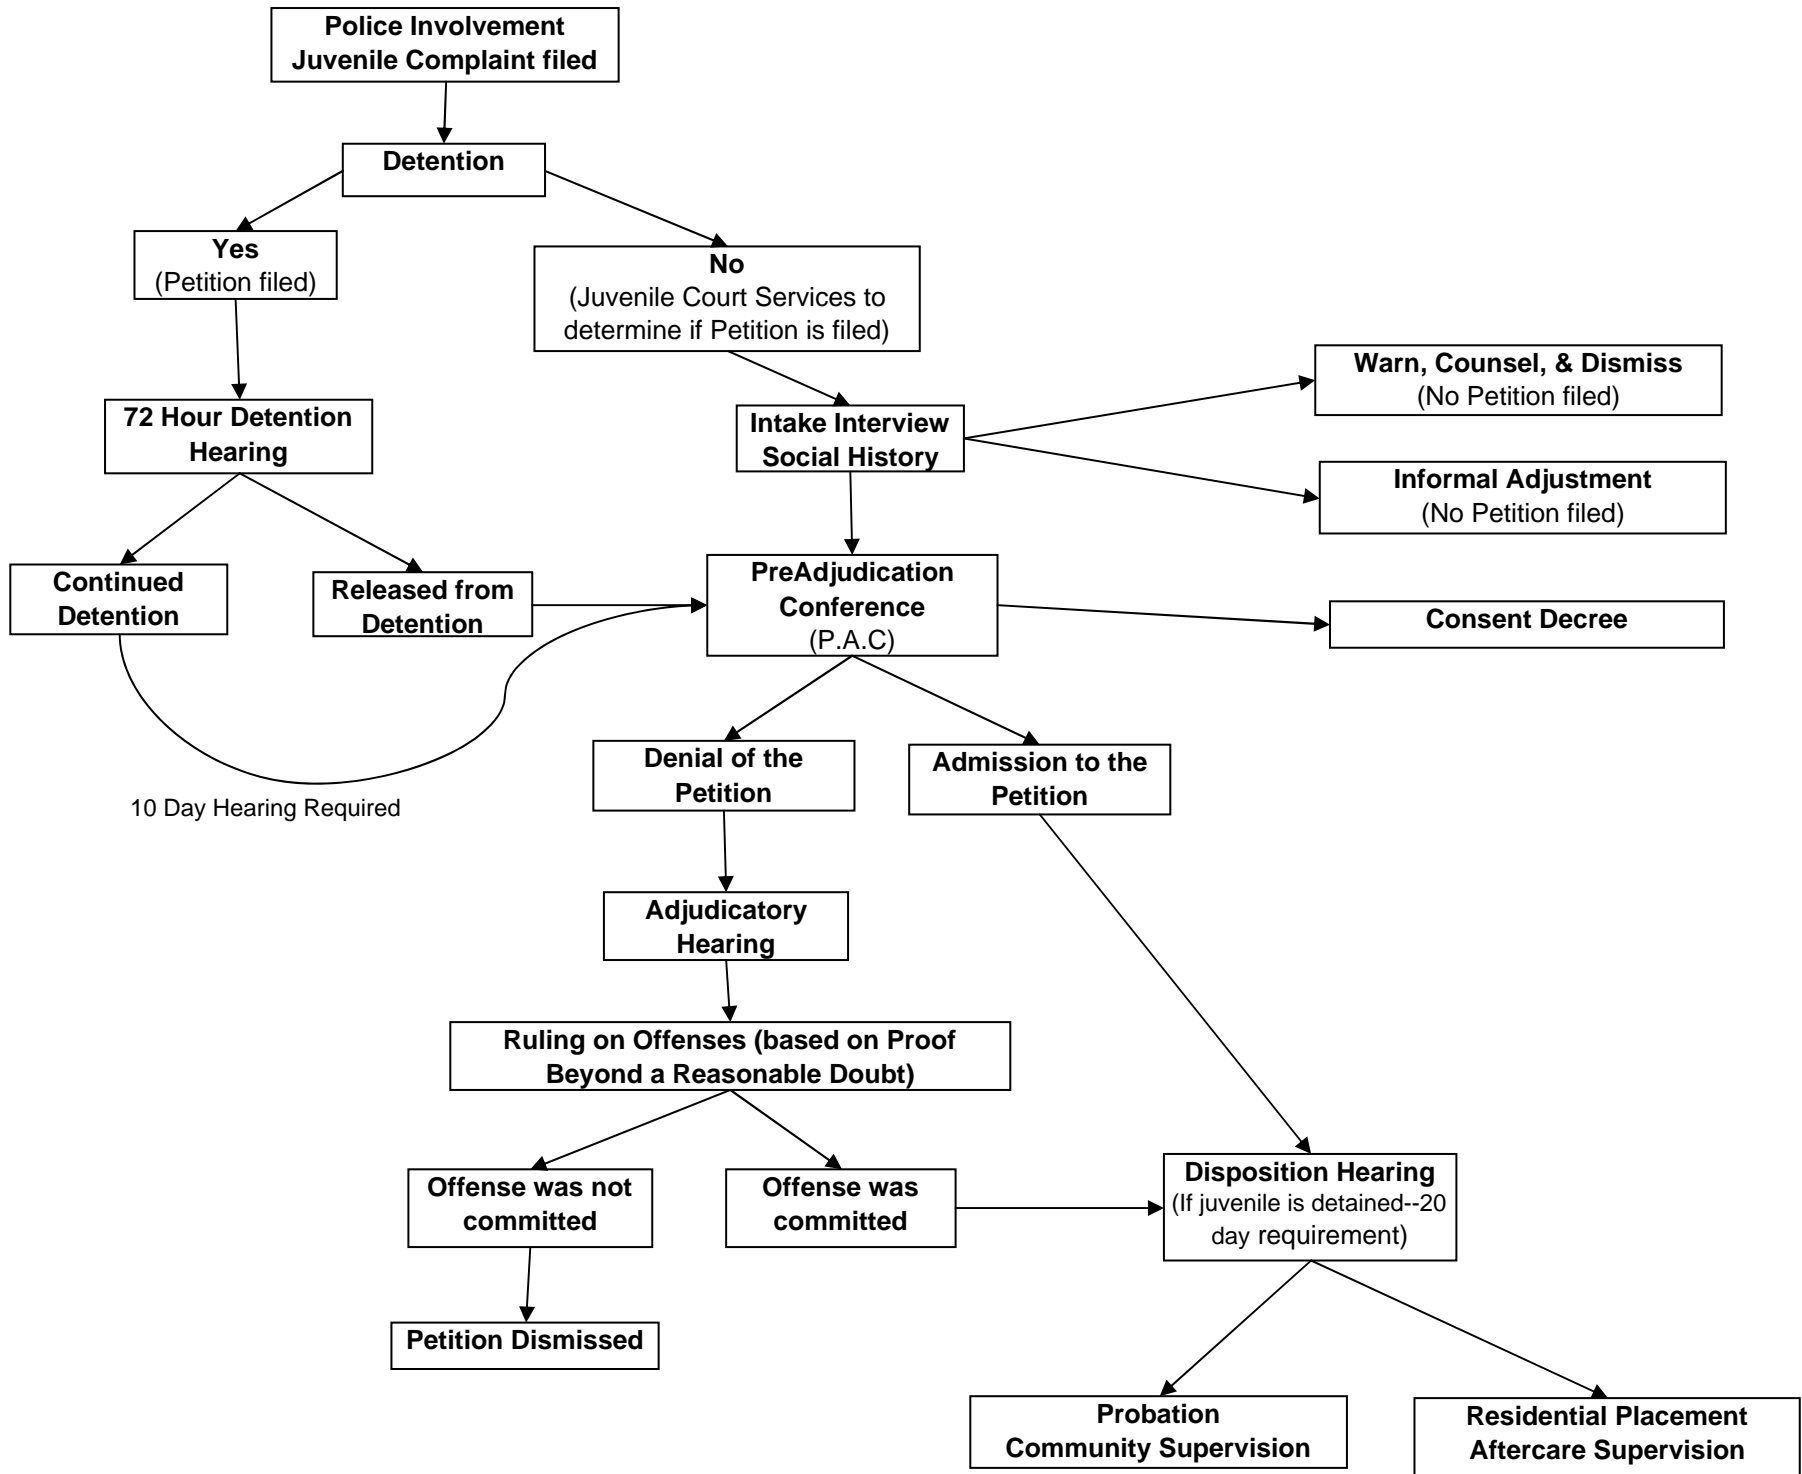 Police Involvement
Juvenile Complaint filed
Detention
Yes
(Petition filed)
No
(Juvenile Court Services to
determine if Petition is filed)
Warn, Counsel, & Dismiss
(No Petition filed)
72 Hour Detention
Hearing
Intake Interview
Social History
Informal Adjustment
(No Petition filed)
Continued
Detention
Released from
Detention
PreAdjudication
Conference
(P.A.C)
Consent Decree
10 Day Hearing Required
Denial of the
Petition
Admission to the
Petition
Adjudicatory
Hearing
Ruling on Offenses (based on Proof
Beyond a Reasonable Doubt)
Offense was not
committed
Offense was
committed
Disposition Hearing
(If juvenile is detained--20
day requirement)
Petition Dismissed
Probation
Community Supervision
Residential Placement
Aftercare Supervision